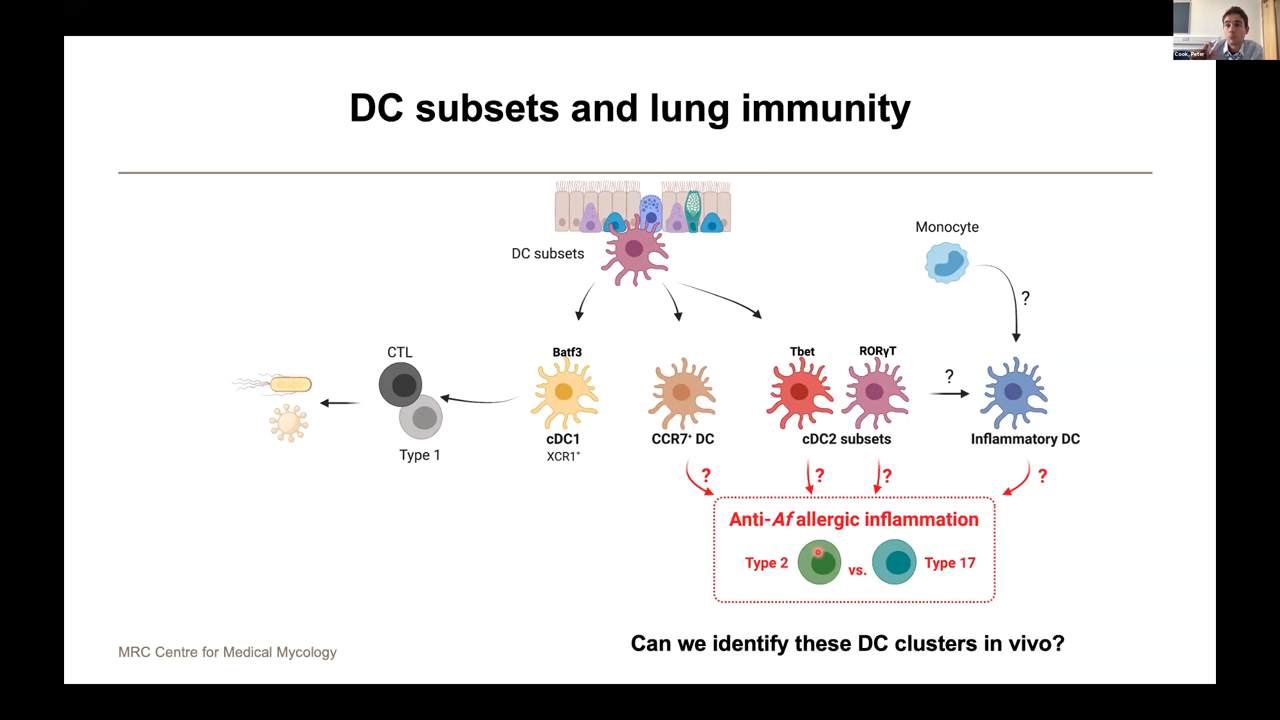 Cook, Peter
DC subsets and lung immunity
DC subsets
Monocyte
?
CTL
Type 1
Batf3
cDC1
XCR1⁺
CCR7⁺ DC
Tbet
RORγT
cDC2 subsets
?
Inflammatory DC
?
?
?
?
Anti-Af allergic inflammation
Type 2
vs.
Type 17
Can we identify these DC clusters in vivo?
MRC Centre for Medical Mycology